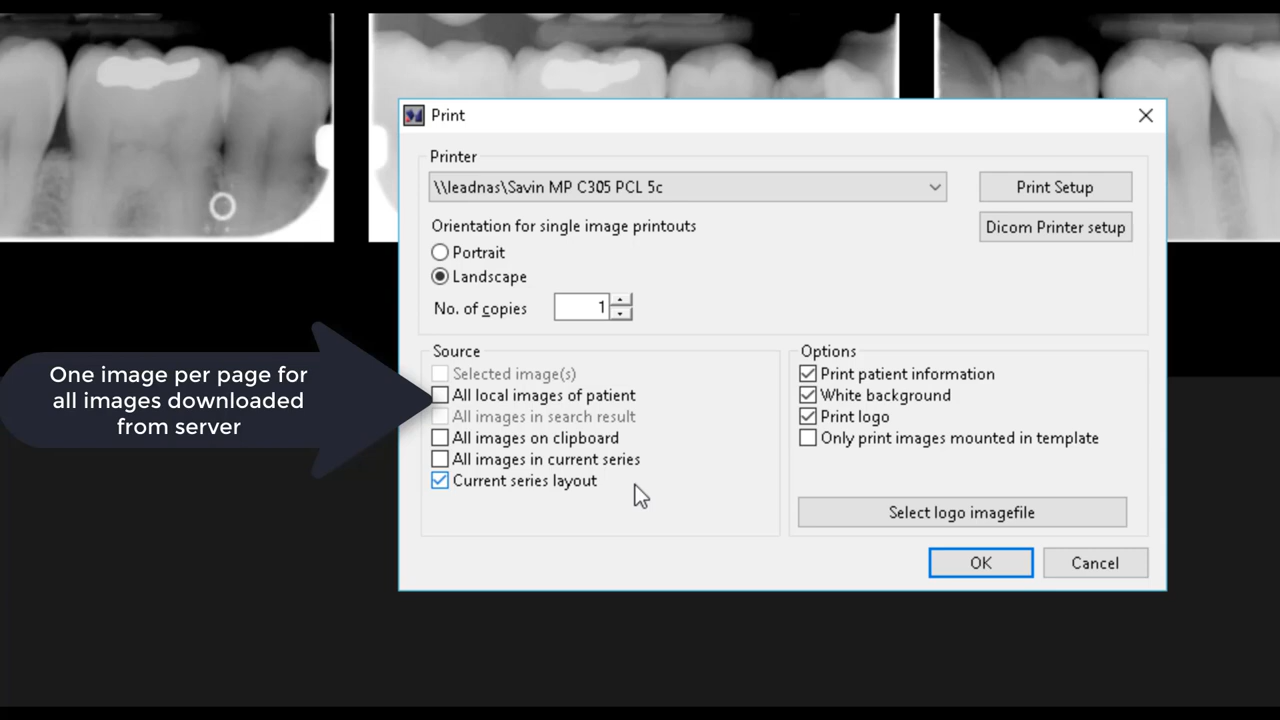 Print
Printer
\\leadnas\Savin MP C305 PCL 5c
Print Setup
Orientation for single image printouts
Dicom Printer setup
Portrait
Landscape
No. of copies
1
Source
Selected image(s)
All local images of patient
All images in search result
All images on clipboard
All images in current series
Current series layout
Options
Print patient information
White background
Print logo
Only print images mounted in template
Select logo imagefile
OK
Cancel
One image per page for
all images downloaded
from server